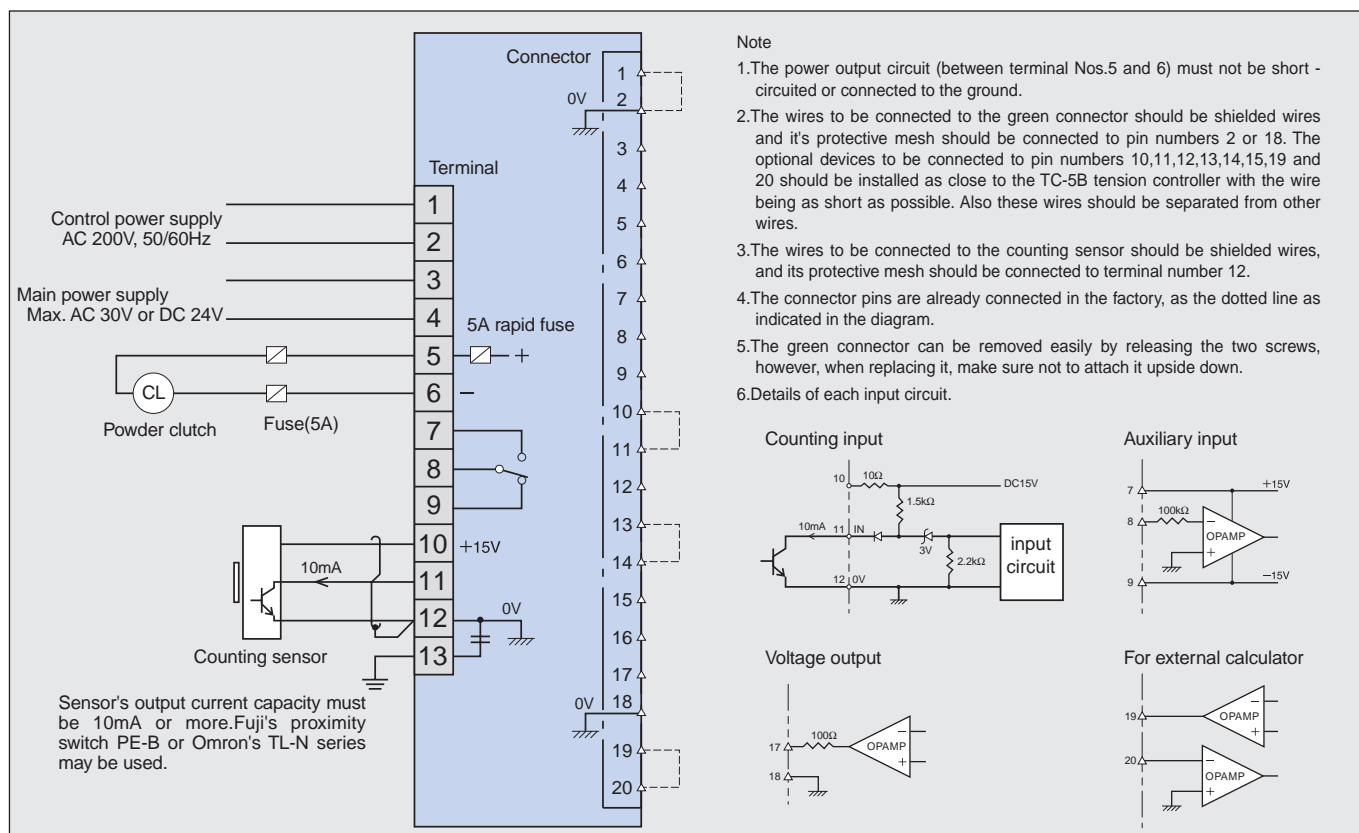 Connector
Terminal
Control power supply
AC 200V, 50/60Hz
Main power supply
Max. AC 30V or DC 24V
CL
Powder clutch
Fuse(5A)
5A rapid fuse
1
2
3
4
5
+
6
−
7
8
9
10
+15V
11
10mA
12
0V
13
Counting sensor
Sensor's output current capacity must
be 10mA or more.Fuji's proximity
switch PE-B or Omron's TL-N series
may be used.
1
0V
2
3
4
5
6
7
8
9
10
11
12
13
14
15
16
17
0V
18
19
20
Note
1.The power output circuit (between terminal Nos.5 and 6) must not be short -
circuited or connected to the ground.
2.The wires to be connected to the green connector should be shielded wires
and it's protective mesh should be connected to pin numbers 2 or 18. The
optional devices to be connected to pin numbers 10,11,12,13,14,15,19 and
20 should be installed as close to the TC-5B tension controller with the wire
being as short as possible. Also these wires should be separated from other
wires.
3.The wires to be connected to the counting sensor should be shielded wires,
and its protective mesh should be connected to terminal number 12.
4.The connector pins are already connected in the factory, as the dotted line as
indicated in the diagram.
5.The green connector can be removed easily by releasing the two screws,
however, when replacing it, make sure not to attach it upside down.
6.Details of each input circuit.
Counting input
10
10Ω
DC15V
1.5kΩ
10mA
11
IN
3V
2.2kΩ
12
0V
input
circuit
Auxiliary input
7
+15V
8
100kΩ
−
OPAMP
+
9
−15V
Voltage output
17
100Ω
OPAMP
−
+
18
For external calculator
19
OPAMP
−
+
20
−
OPAMP
+